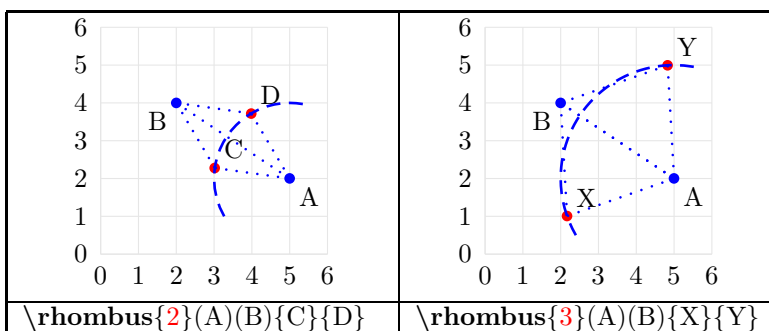 6
5
4
3
2
1
0
0 1 2 3 4 5 6
B
D
C
A
\rhombus{2}(A)(B){C}{D}
6
5
4
3
2
1
0
0 1 2 3 4 5 6
Y
B
X
A
\rhombus{3}(A)(B){X}{Y}